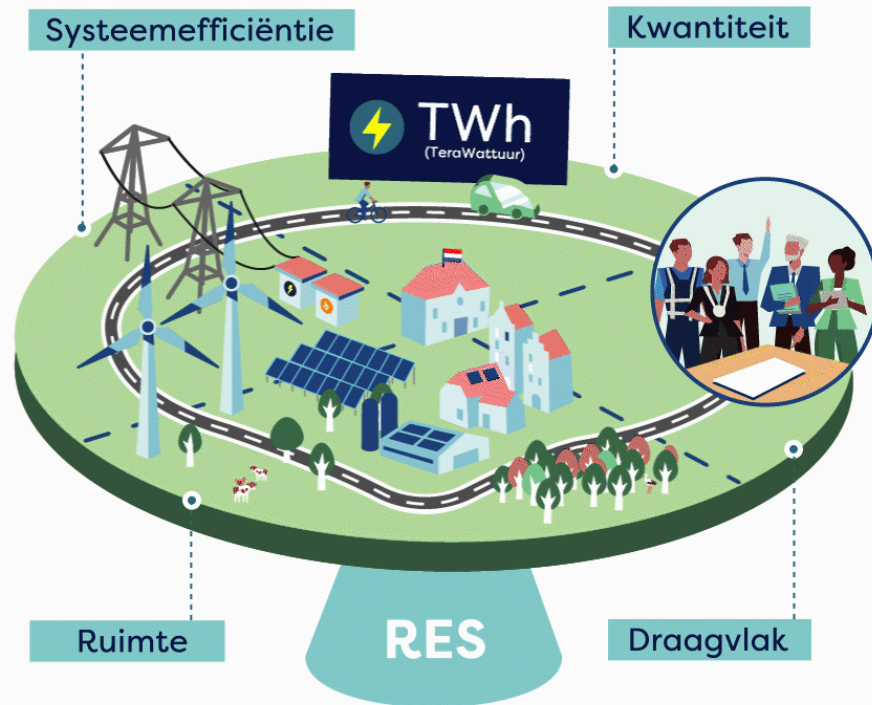 Systeemefficiëntie
Kwantiteit
TWh
(TeraWattuur)
Ruimte
RES
Draagvlak